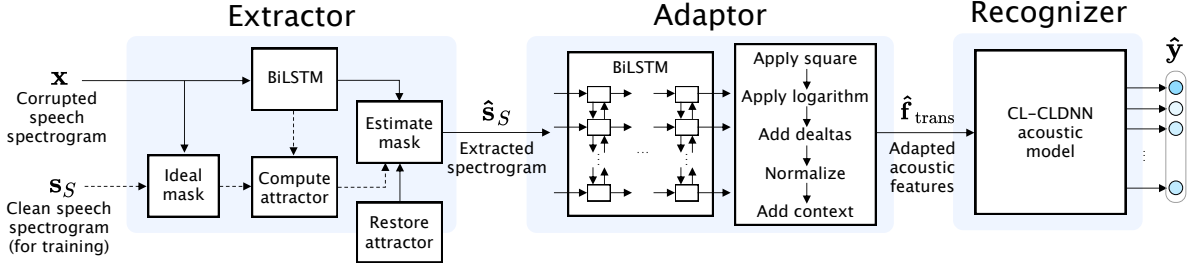 Extractor
Adaptor
Recognizer
x
Corrupted
speech
spectrogram
BiLSTM
Estimate
mask
Ideal
mask
Compute
attractor
Restore
attractor
s_S
Clean speech
spectrogram
(for training)
ŝ_S
Extracted
spectrogram
BiLSTM
...
Apply square
Apply logarithm
Add dealtas
Normalize
Add context
f̂_trans
Adapted
acoustic
features
CL-CLDNN
acoustic
model
ŷ